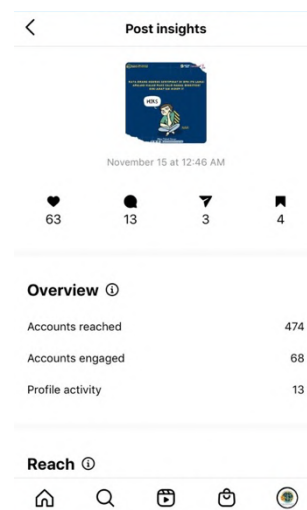 Post insights
HIKS
November 15 at 12:46 AM
63 13 3 4
Overview
Accounts reached 474
Accounts engaged 68
Profile activity 13
Reach